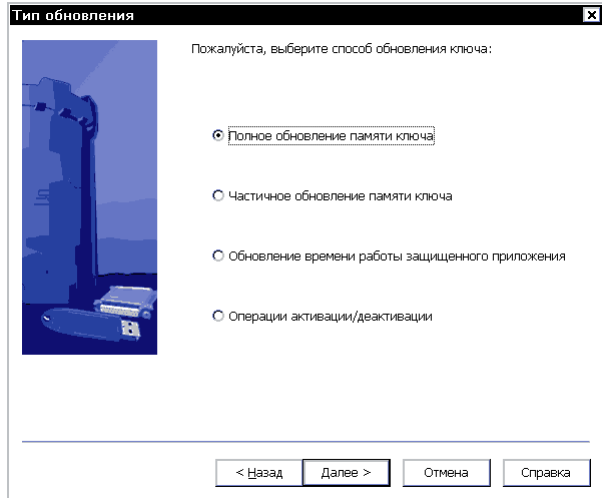 Тип обновления
Пожалуйста, выберите способ обновления ключа:
Полное обновление памяти ключа
Частичное обновление памяти ключа
Обновление времени работы защищенного приложения
Операции активации/деактивации
< Назад Далее > Отмена Справка